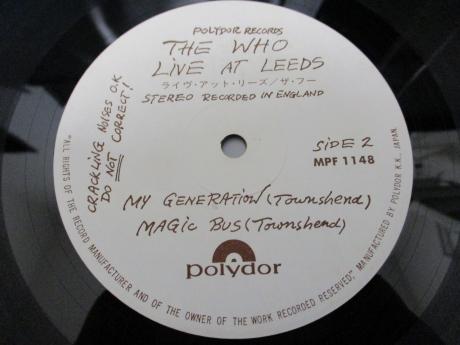 POLYDOR RECORDS
THE WHO
LIVE AT LEEDS
ライヴ・アット・リーズ/ザ・フー
STEREO RECORDED IN ENGLAND
CRACKLING NOISES O.K
DO NOT CORRECT!
SIDE 2
MPF 1148
MY GENERATION (Townshend)
MAGIC BUS (Townshend)
polydor
"ALL RIGHTS OF THE RECORD MANUFACTURER AND OF THE OWNER OF THE WORK RECORDED RESERVED," MANUFACTURED BY POLYDOR K.K., JAPAN.